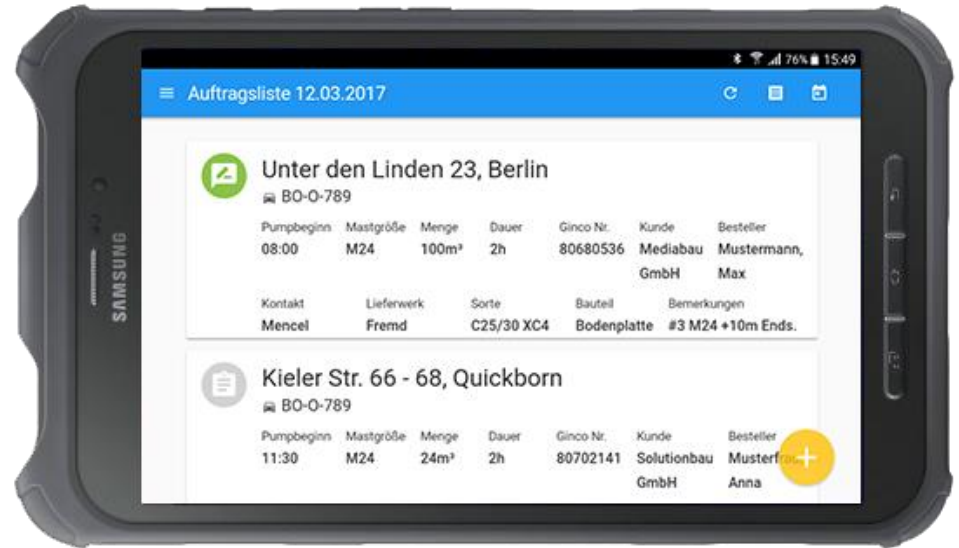 SAMSUNG
76% 15:49
Auftragsliste 12.03.2017
Unter den Linden 23, Berlin
BO-O-789
Pumpbeginn Mastgröße Menge Dauer Ginco Nr. Kunde Besteller
08:00 M24 100m³ 2h 80680536 Mediabau Mustermann,
GmbH Max
Kontakt Lieferwerk Sorte Bauteil Bemerkungen
Mencel Fremd C25/30 XC4 Bodenplatte #3 M24 +10m Ends.
Kieler Str. 66 - 68, Quickborn
BO-O-789
Pumpbeginn Mastgröße Menge Dauer Ginco Nr. Kunde Besteller
11:30 M24 24m³ 2h 80702141 Solutionbau
GmbH Anna